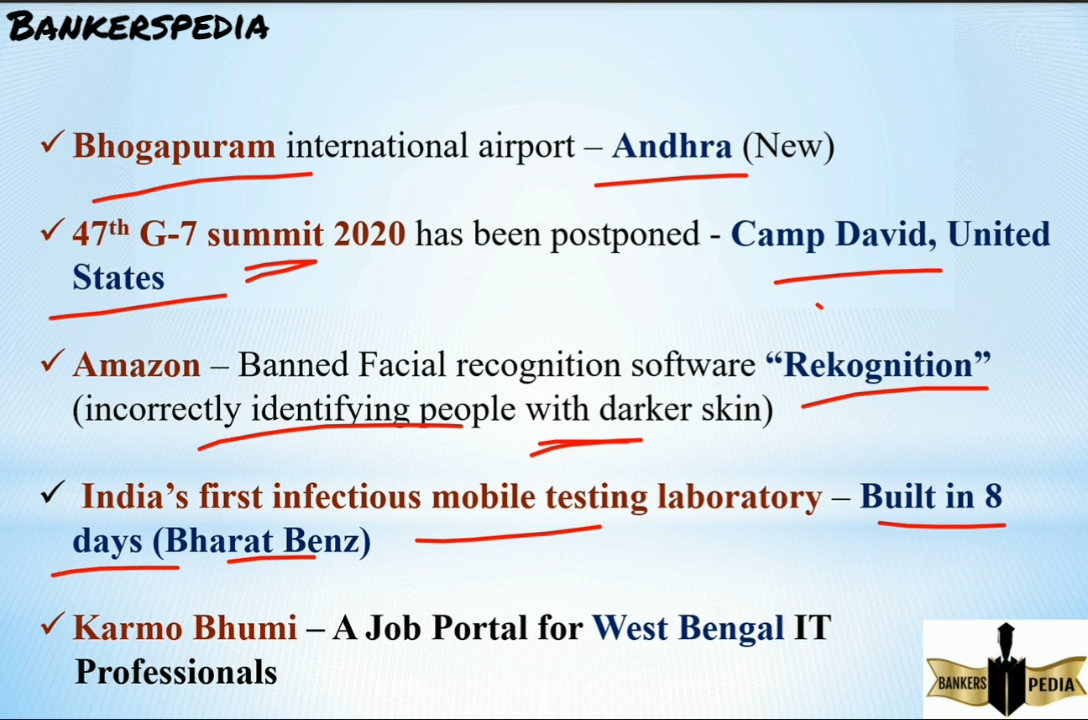 BANKERSPEDIA
✓ Bhogapuram international airport – Andhra (New)
✓ 47th G-7 summit 2020 has been postponed - Camp David, United
States
✓ Amazon – Banned Facial recognition software “Rekognition”
(incorrectly identifying people with darker skin)
✓ India’s first infectious mobile testing laboratory – Built in 8
days (Bharat Benz)
✓ Karmo Bhumi – A Job Portal for West Bengal IT
Professionals
BANKERS PEDIA